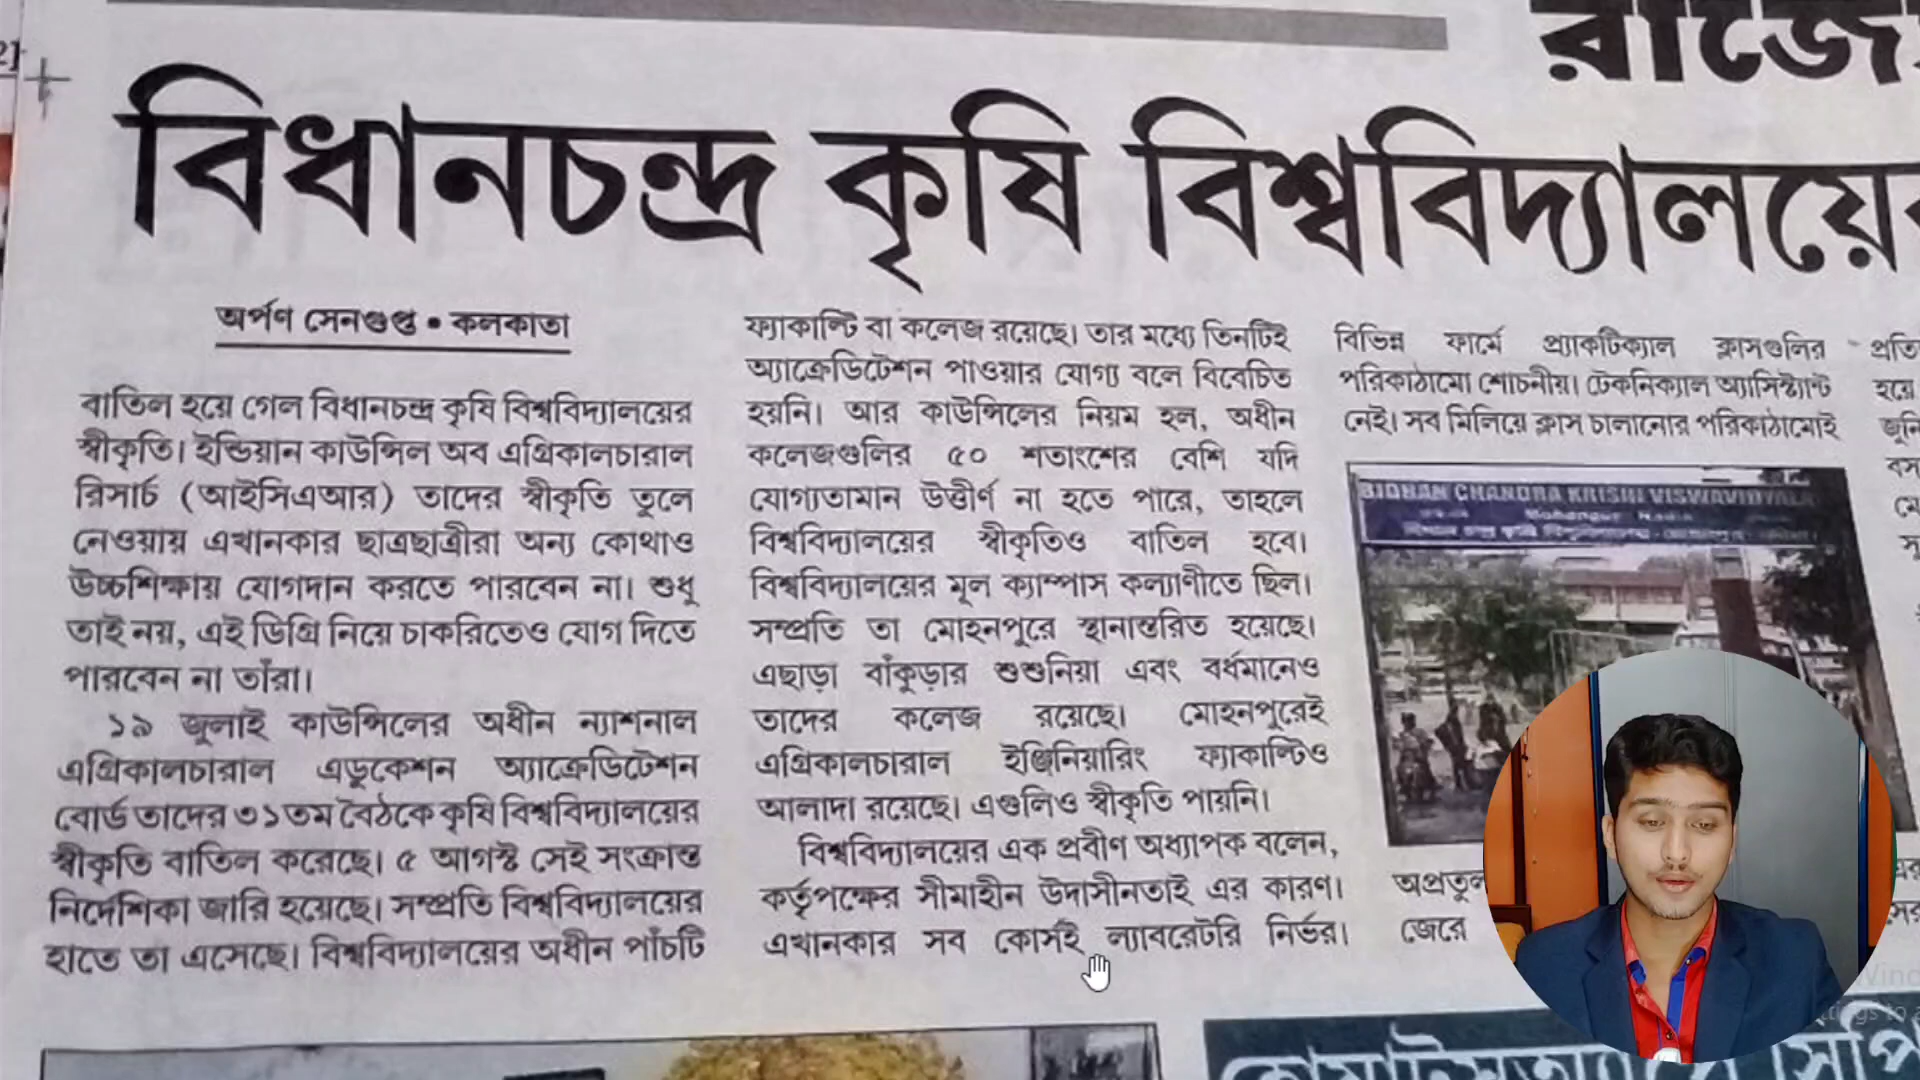 বিধানচন্দ্র কৃষি বিশ্ববিদ্যালয়ের
অর্পণ সেনগুপ্ত • কলকাতা
বাতিল হয়ে গেল বিধানচন্দ্র কৃষি বিশ্ববিদ্যালয়ের
স্বীকৃতি। ইন্ডিয়ান কাউন্সিল অব এগ্রিকালচারাল
রিসার্চ (আইসিএআর) তাদের স্বীকৃতি তুলে
নেওয়ায় এখানকার ছাত্রছাত্রীরা অন্য কোথাও
উচ্চশিক্ষায় যোগদান করতে পারবেন না। শুধু
তাই নয়, এই ডিগ্রি নিয়ে চাকরিতেও যোগ দিতে
পারবেন না তাঁরা।
১৯ জুলাই কাউন্সিলের অধীন ন্যাশনাল
এগ্রিকালচারাল এডুকেশন অ্যাক্রেডিটেশন
বোর্ড তাদের ৩১তম বৈঠকে কৃষি বিশ্ববিদ্যালয়ের
স্বীকৃতি বাতিল করেছে। ৫ আগস্ট সেই সংক্রান্ত
নির্দেশিকা জারি হয়েছে। সম্প্রতি বিশ্ববিদ্যালয়ের
হাতে তা এসেছে। বিশ্ববিদ্যালয়ের অধীন পাঁচটি
ফ্যাকাল্টি বা কলেজ রয়েছে। তার মধ্যে তিনটিই
অ্যাক্রেডিটেশন পাওয়ার যোগ্য বলে বিবেচিত
হয়নি। আর কাউন্সিলের নিয়ম হল, অধীন
কলেজগুলির ৫০ শতাংশের বেশি যদি
যোগ্যতামান উত্তীর্ণ না হতে পারে, তাহলে
বিশ্ববিদ্যালয়ের স্বীকৃতিও বাতিল হবে।
বিশ্ববিদ্যালয়ের মূল ক্যাম্পাস কল্যাণীতে ছিল।
সম্প্রতি তা মোহনপুরে স্থানান্তরিত হয়েছে।
এছাড়া বাঁকুড়ার শুশুনিয়া এবং বর্ধমানেও
তাদের কলেজ রয়েছে। মোহনপুরেই
এগ্রিকালচারাল ইঞ্জিনিয়ারিং ফ্যাকাল্টিও
আলাদা রয়েছে। এগুলিও স্বীকৃতি পায়নি।
বিশ্ববিদ্যালয়ের এক প্রবীণ অধ্যাপক বলেন,
কর্তৃপক্ষের সীমাহীন উদাসীনতাই এর কারণ।
এখানকার সব কোর্সই ল্যাবরেটরি নির্ভর।
বিভিন্ন ফার্মে প্র্যাকটিক্যাল ক্লাসগুলির
পরিকাঠামো শোচনীয়। টেকনিক্যাল অ্যাসিস্ট্যান্ট
নেই। সব মিলিয়ে ক্লাস চালানোর পরিকাঠামোই
BIDHAN CHANDRA KRISHI VISWAVIDYALA
Mohanpur Nadia
জেরে